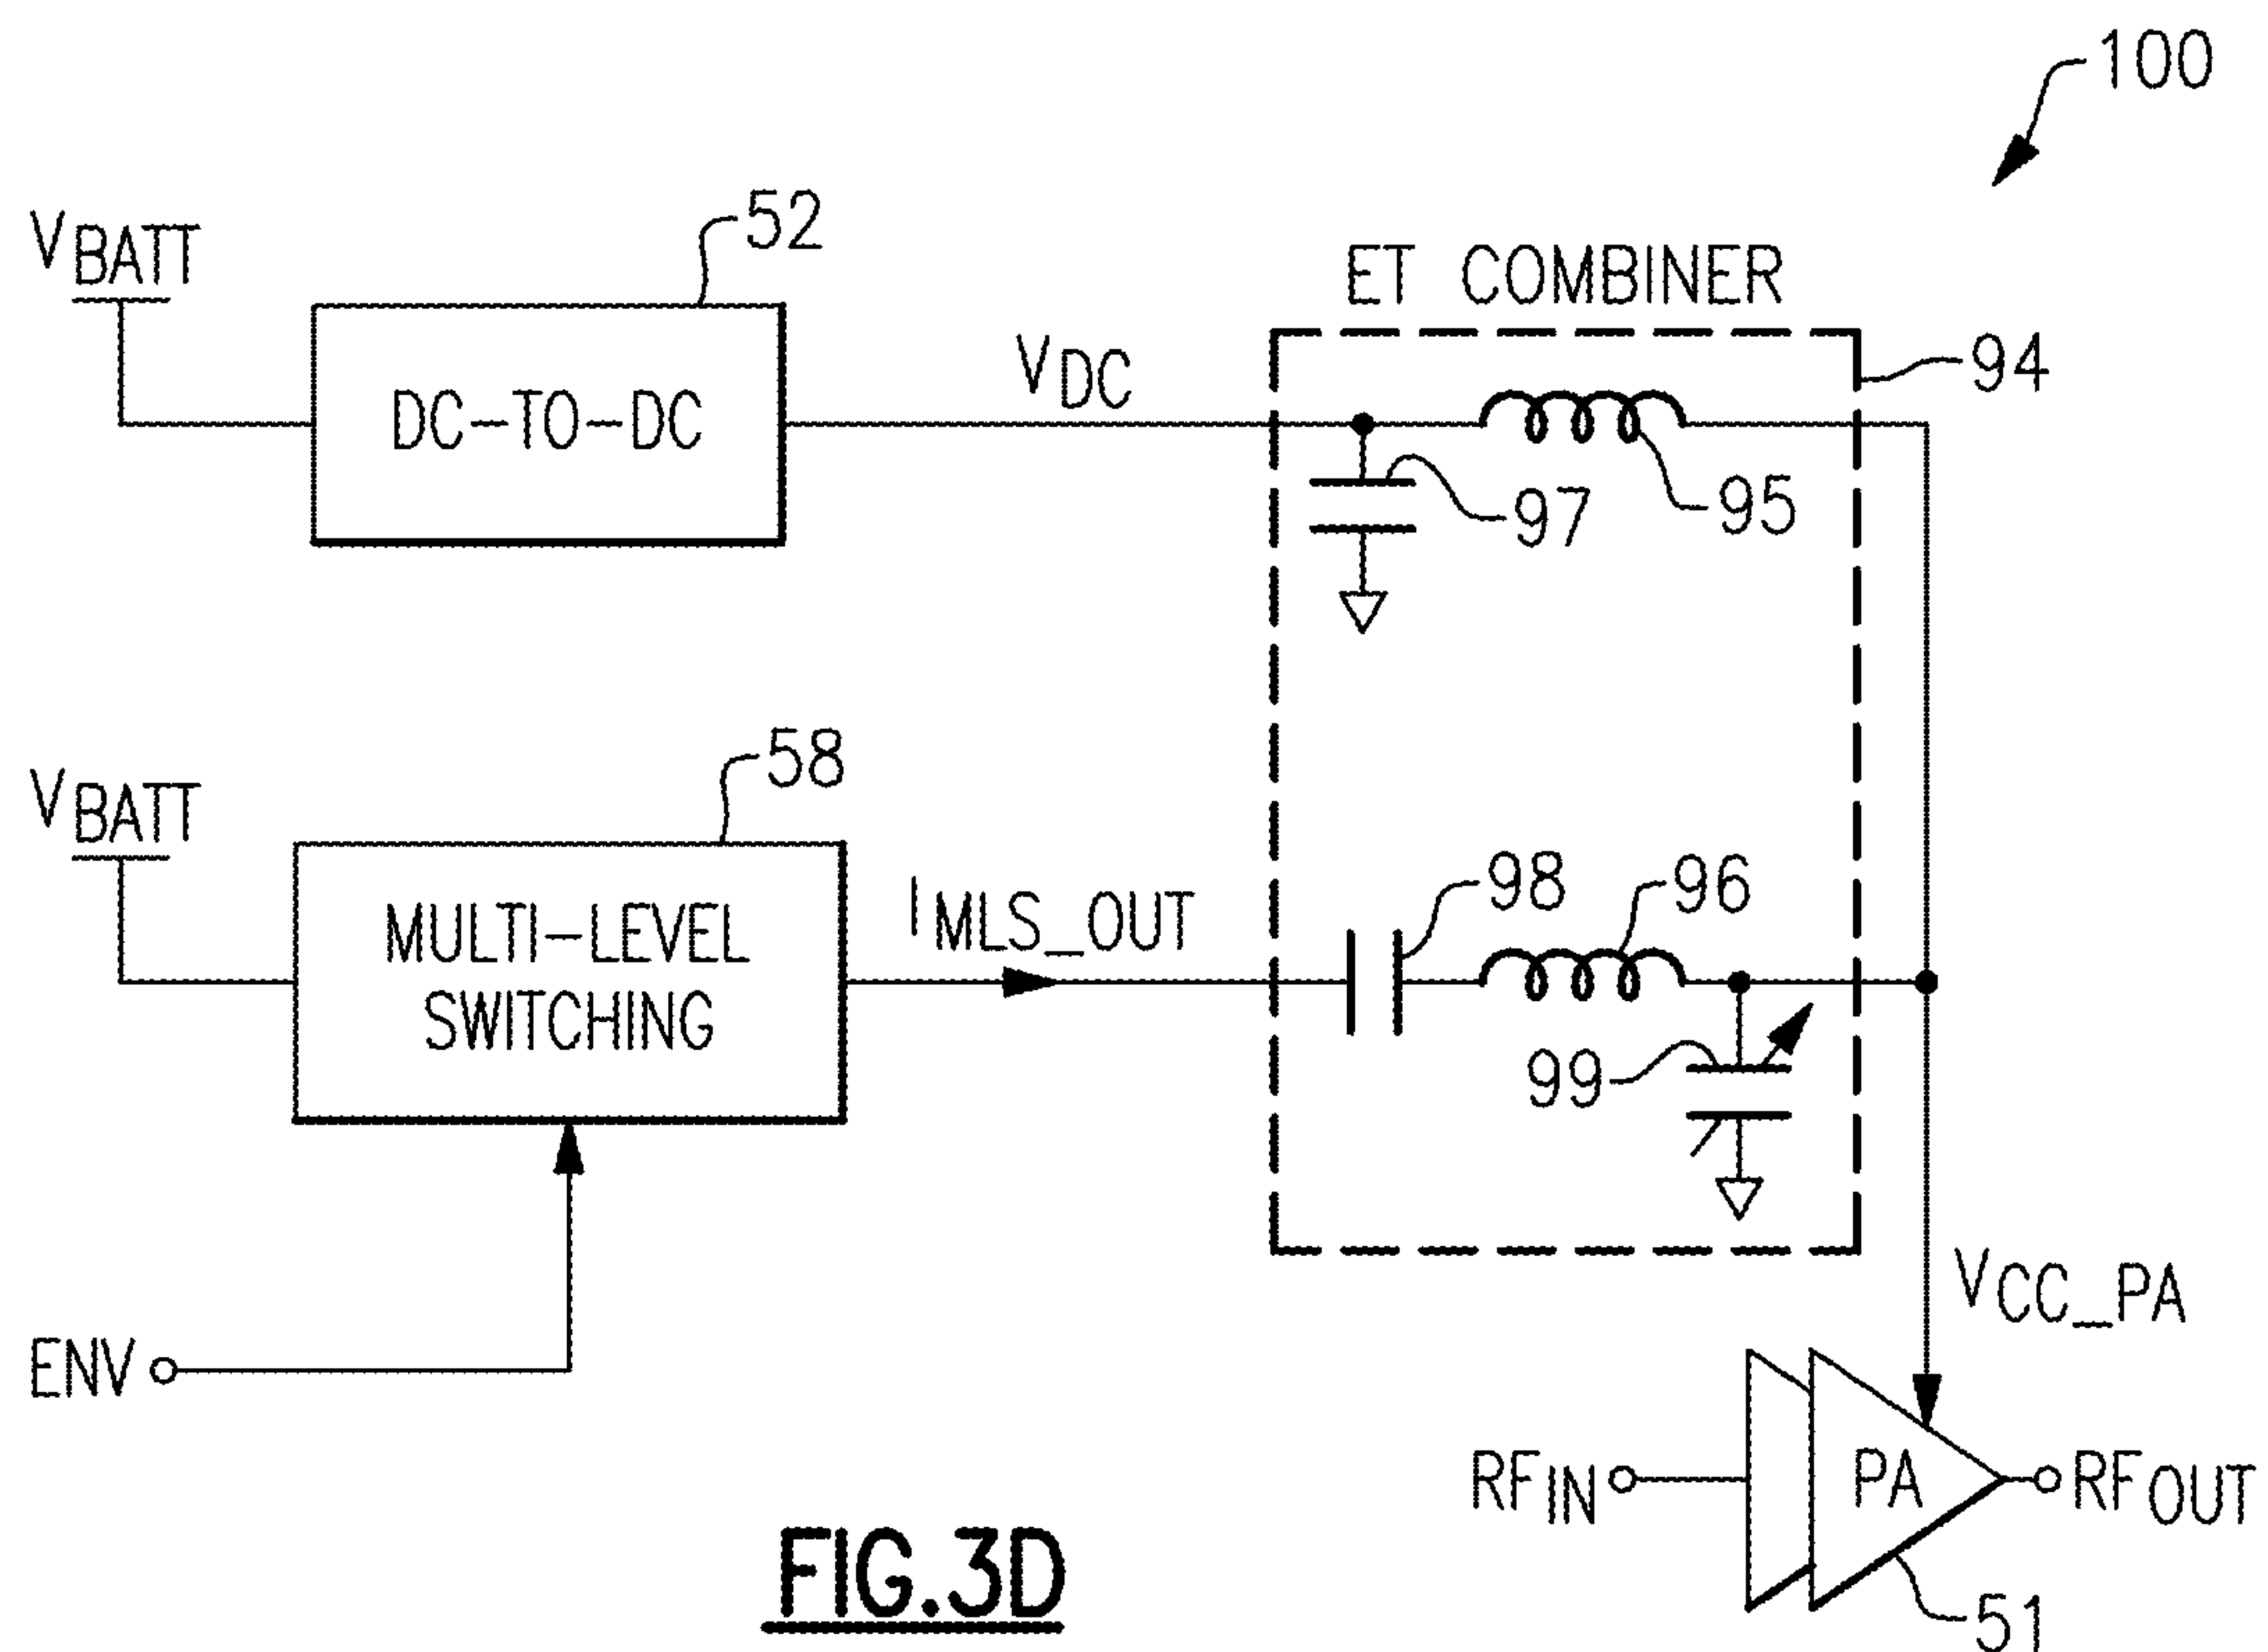 100
VBATT
52
DC-TO-DC
VDC
ET COMBINER
94
97
95
VBATT
58
MULTI-LEVEL
SWITCHING
IMLS_OUT
98
96
99
ENV
VCC_PA
RFIN
PA
RFOUT
51
FIG.3D